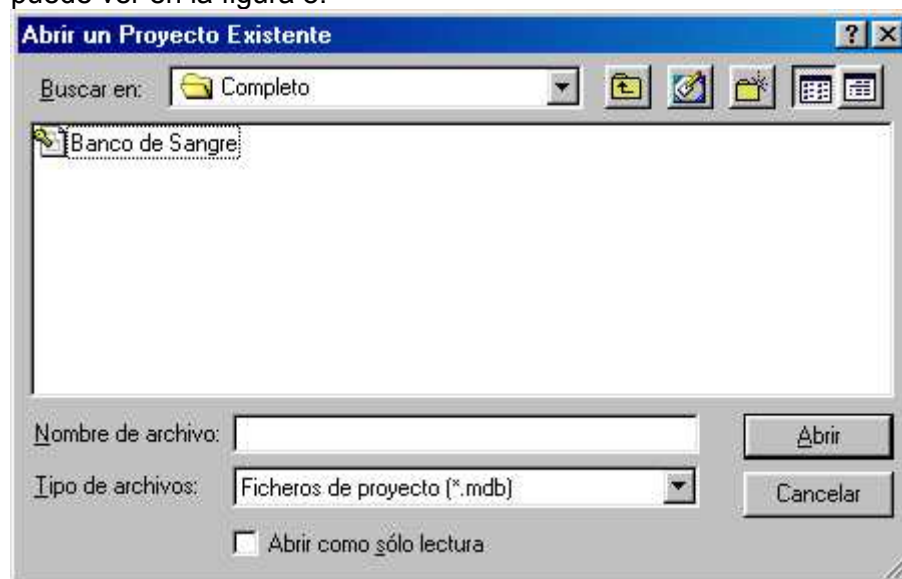 puede ver en la figura 3.
Abrir un Proyecto Existente
Buscar en: Completo
Banco de Sangre
Nombre de archivo:
Abrir
Tipo de archivos: Ficheros de proyecto (*.mdb)
Cancelar
Abrir como sólo lectura